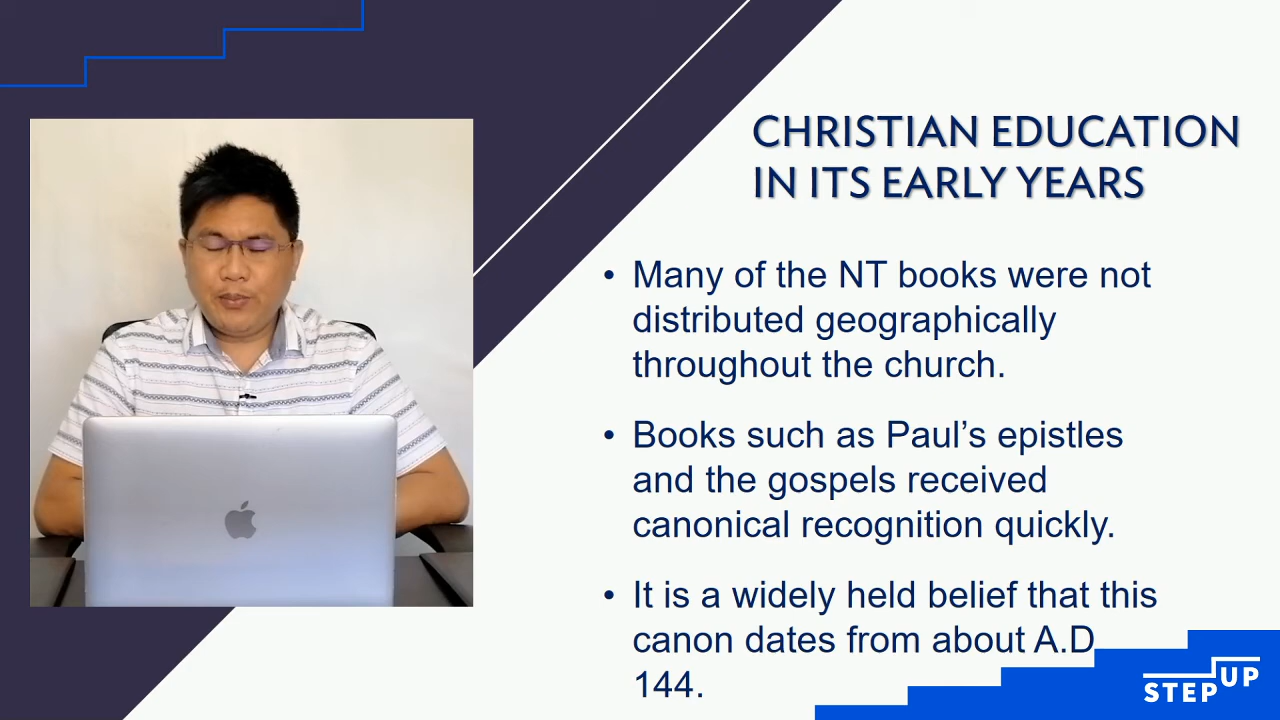 CHRISTIAN EDUCATION
IN ITS EARLY YEARS
• Many of the NT books were not
distributed geographically
throughout the church.
• Books such as Paul’s epistles
and the gospels received
canonical recognition quickly.
• It is a widely held belief that this
canon dates from about A.D
144.
STEP UP